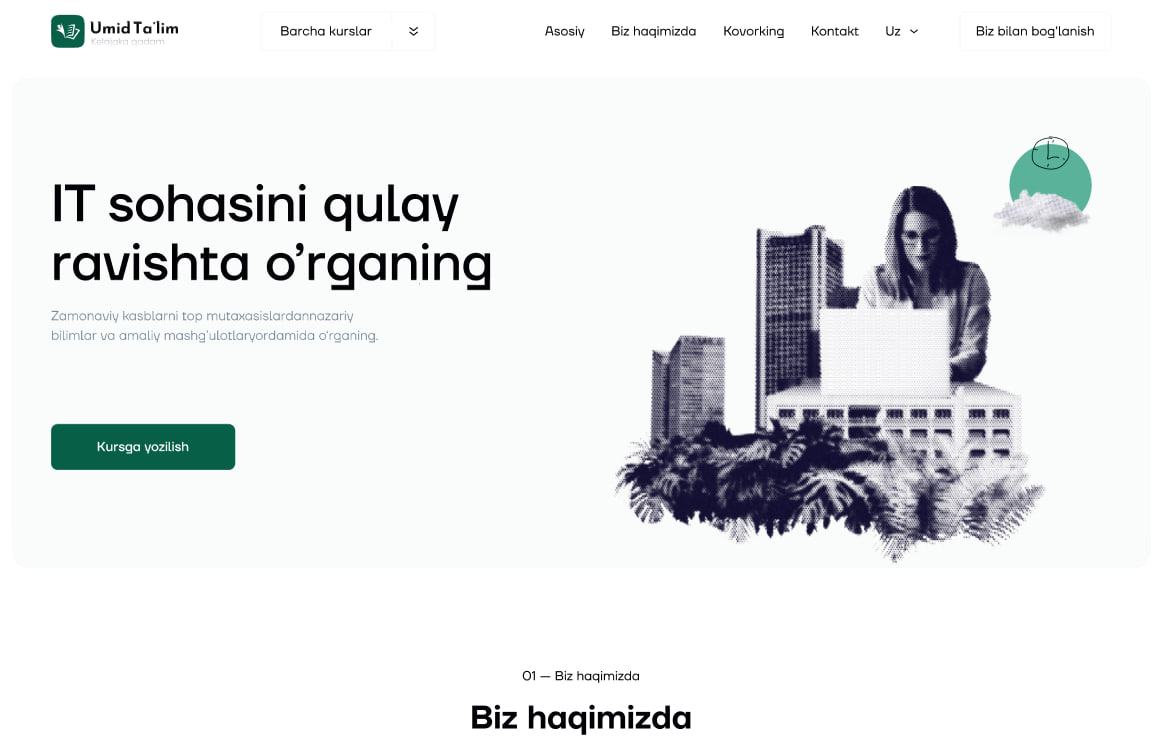 Umid Ta'lim
Kelajaka qadam
Barcha kurslar
Asosiy
Biz haqimizda
Kovorking
Kontakt
Uz
Biz bilan bog'lanish
IT sohasini qulay
ravishta o’rganing
Zamonaviy kasblarni top mutaxasislardannazariy
bilimlar va amaliy mashg'ulotlaryordamida o'rganing.
Kursga yozilish
01 — Biz haqimizda
Biz haqimizda